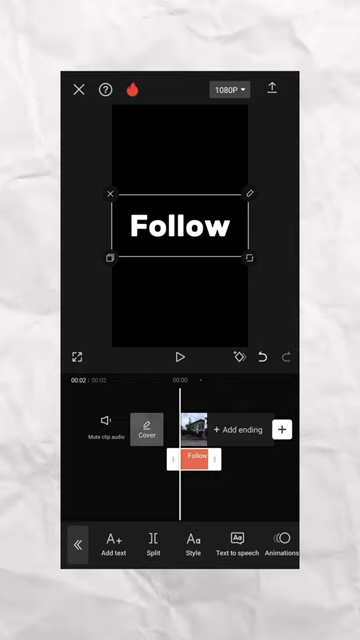 1080P
Follow
00:02 / 00:02
00:00
Mute clip audio
Cover
+ Add ending
Follow
Add text
Split
Style
Text to speech
Animations